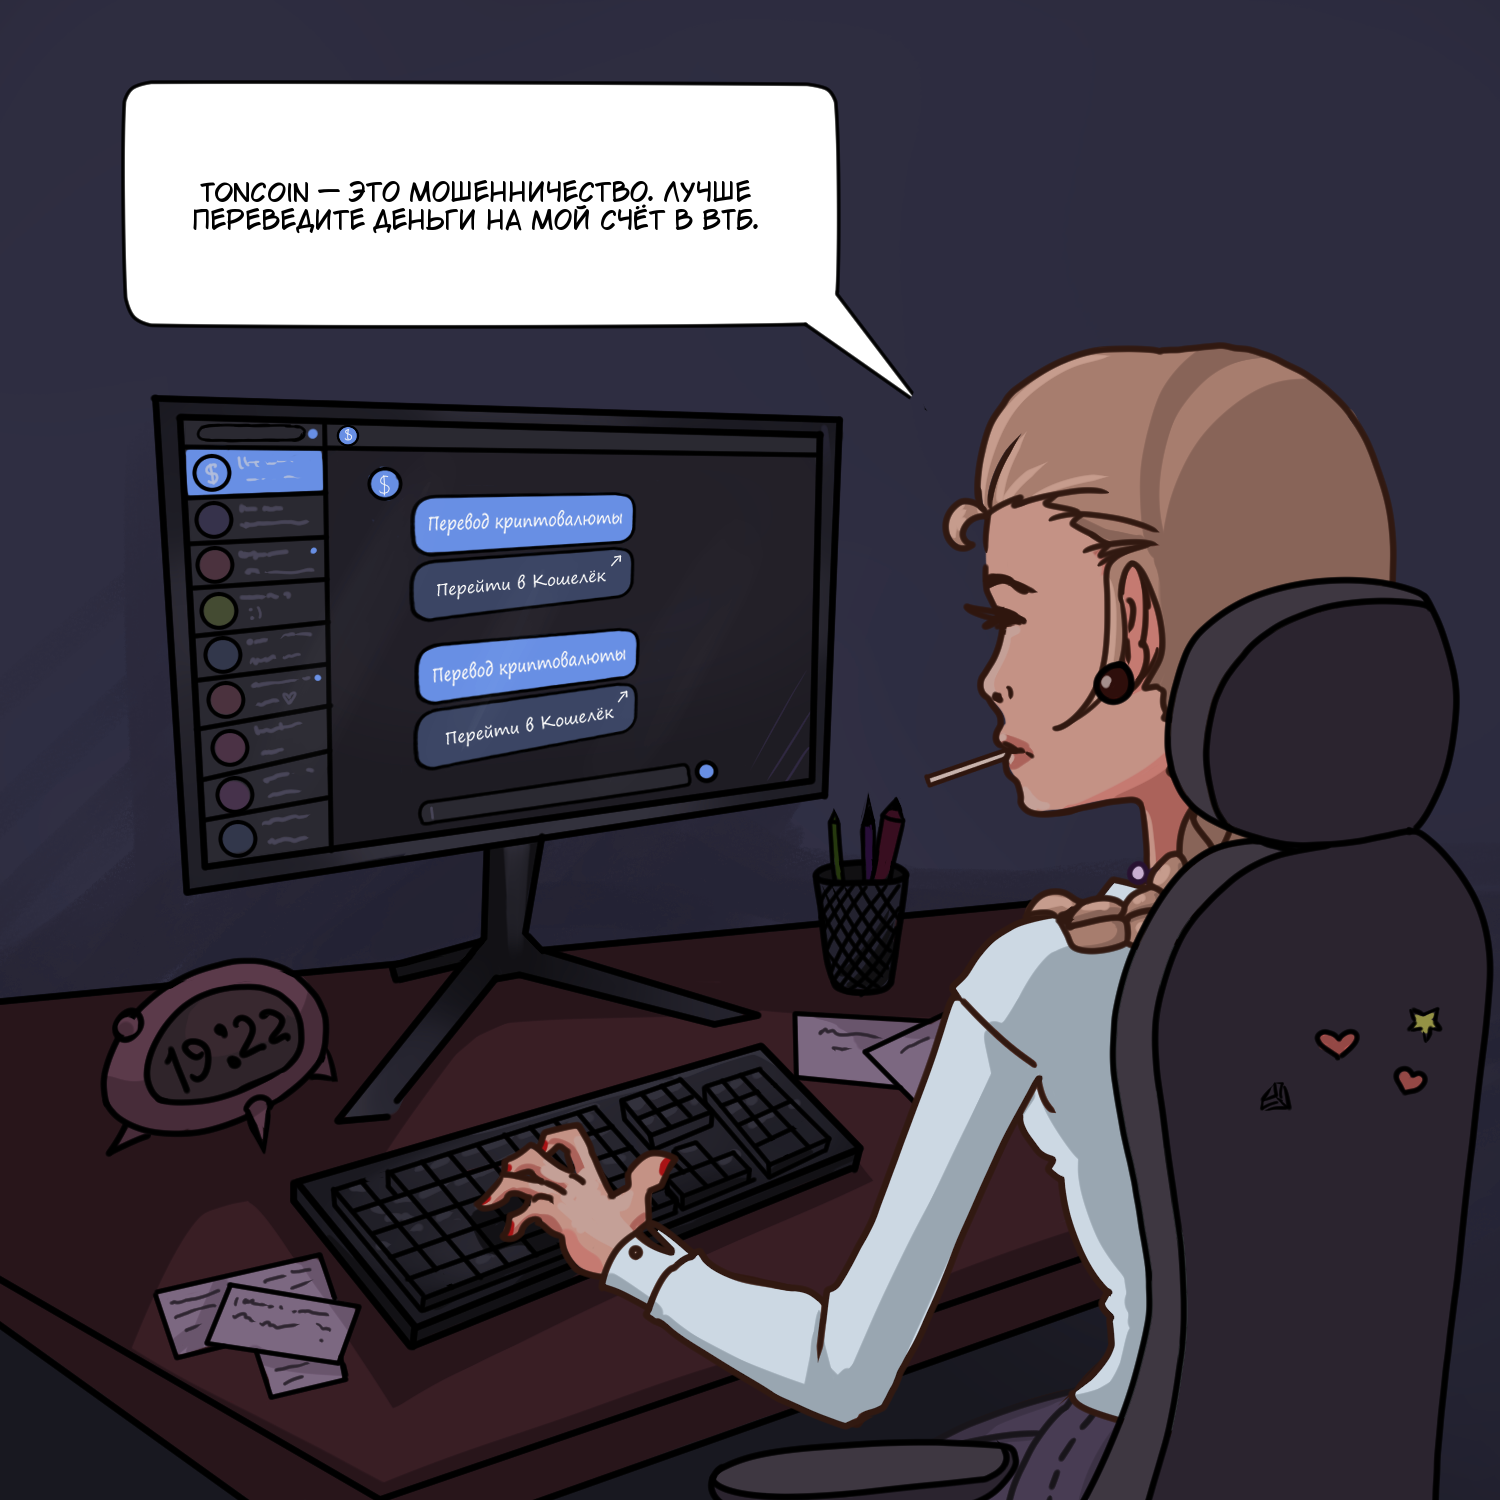 TONCOIN — ЭТО МОШЕННИЧЕСТВО. ЛУЧШЕ
ПЕРЕВЕДИТЕ ДЕНЬГИ НА МОЙ СЧЁТ В ВТБ.
$
$
$
Перевод криптовалюты
Перейти в Кошелёк
:)
Перевод криптовалюты
Перейти в Кошелёк
19:22